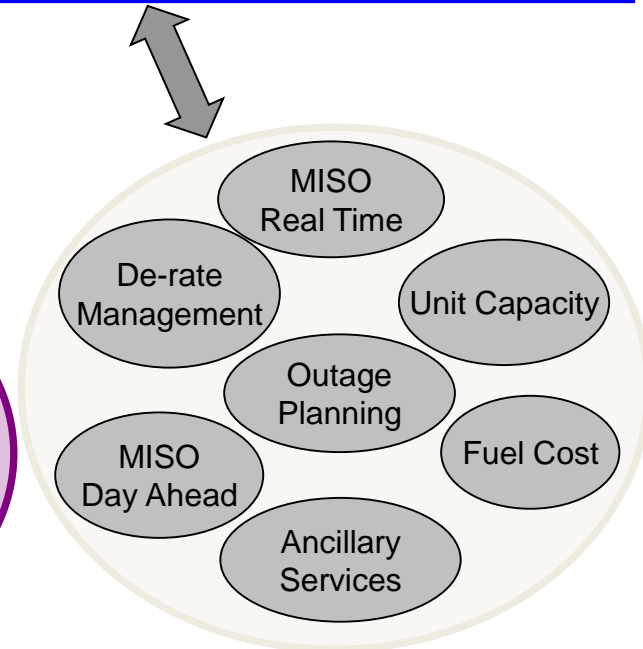 MISO
Real Time
De-rate
Management
Unit Capacity
Outage
Planning
MISO
Day Ahead
Fuel Cost
Ancillary
Services